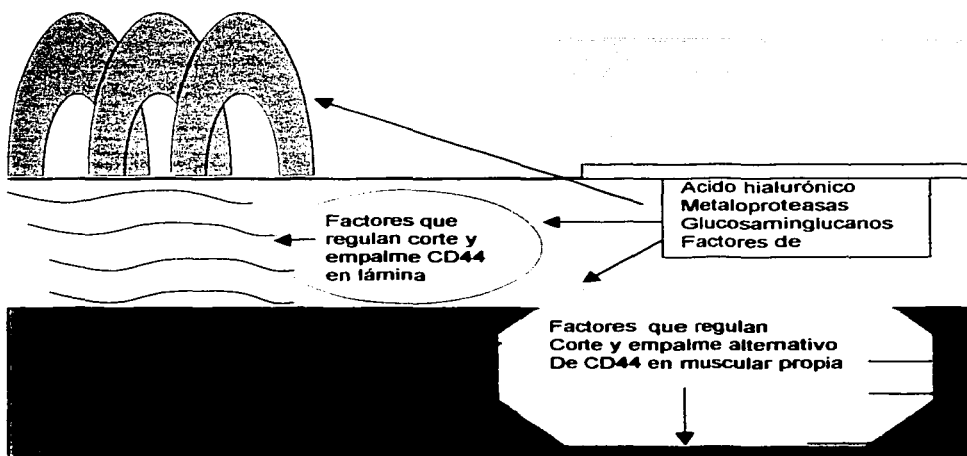 Acido hialurónico
Metaloproteasas
Glucosaminglucanos
Factores de
Factores que
regulan corte y
empalme CD44
en lámina
Factores que regulan
Corte y empalme alternativo
De CD44 en muscular propia